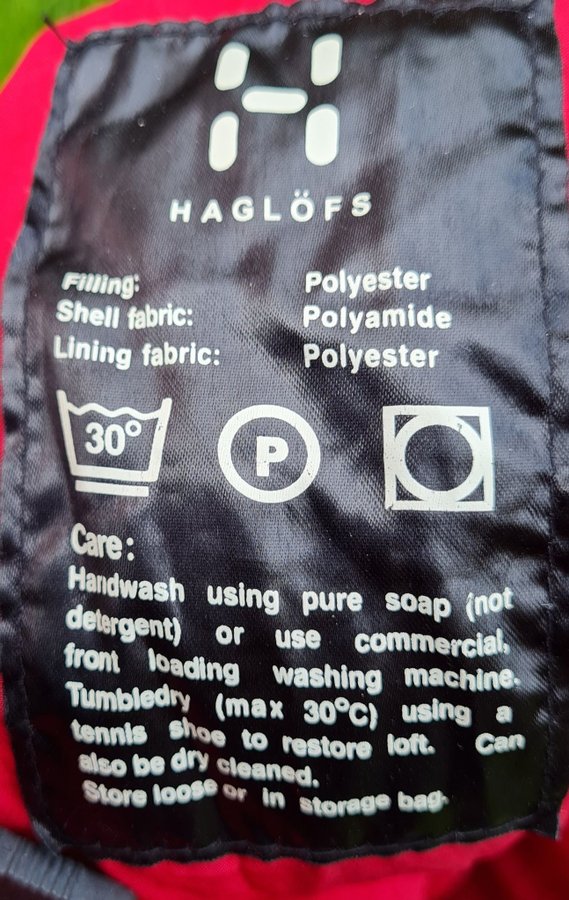 HAGLÖFS
Filling: Polyester
Shell fabric: Polyamide
Lining fabric: Polyester
30° P
Care:
Handwash using pure soap (not
detergent) or use commercial,
front loading washing machine.
Tumbledry (max 30°C) using a
tennis shoe to restore loft. Can
also be dry cleaned.
Store loose or in storage bag.